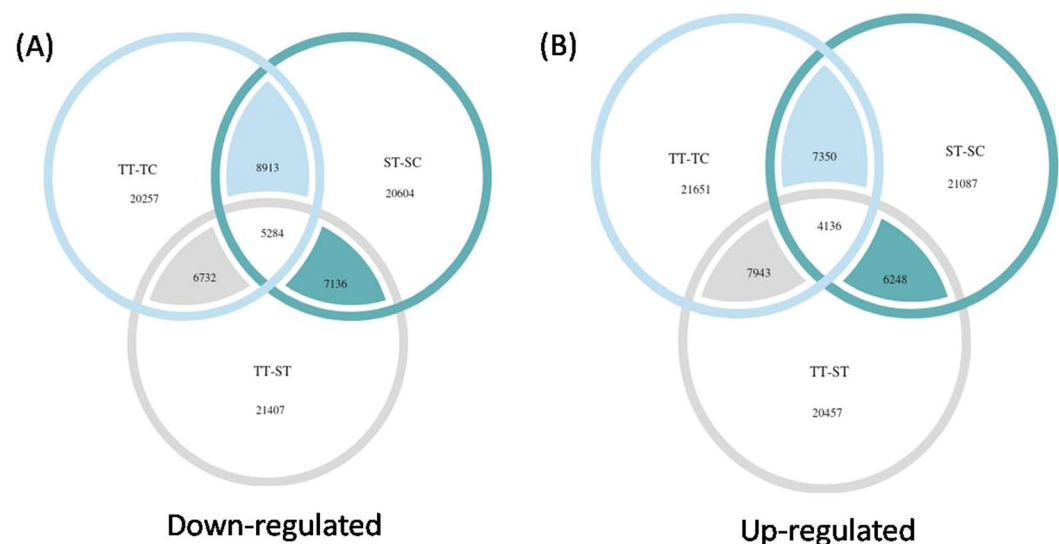 (A)
TT-TC
20257
8913
ST-SC
20604
5284
6732
7136
TT-ST
21407
Down-regulated
(B)
TT-TC
21651
7350
ST-SC
21087
4136
7943
6248
TT-ST
20457
Up-regulated